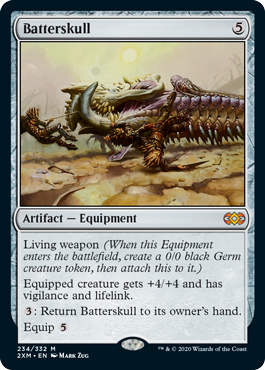 Batterskull 5
Artifact — Equipment
Living weapon (When this Equipment
enters the battlefield, create a 0/0 black Germ
creature token, then attach this to it.)
Equipped creature gets +4/+4 and has
vigilance and lifelink.
3: Return Batterskull to its owner's hand.
Equip 5
234/332 M
2XM • EN Mark Zug
™ & © 2020 Wizards of the Coast